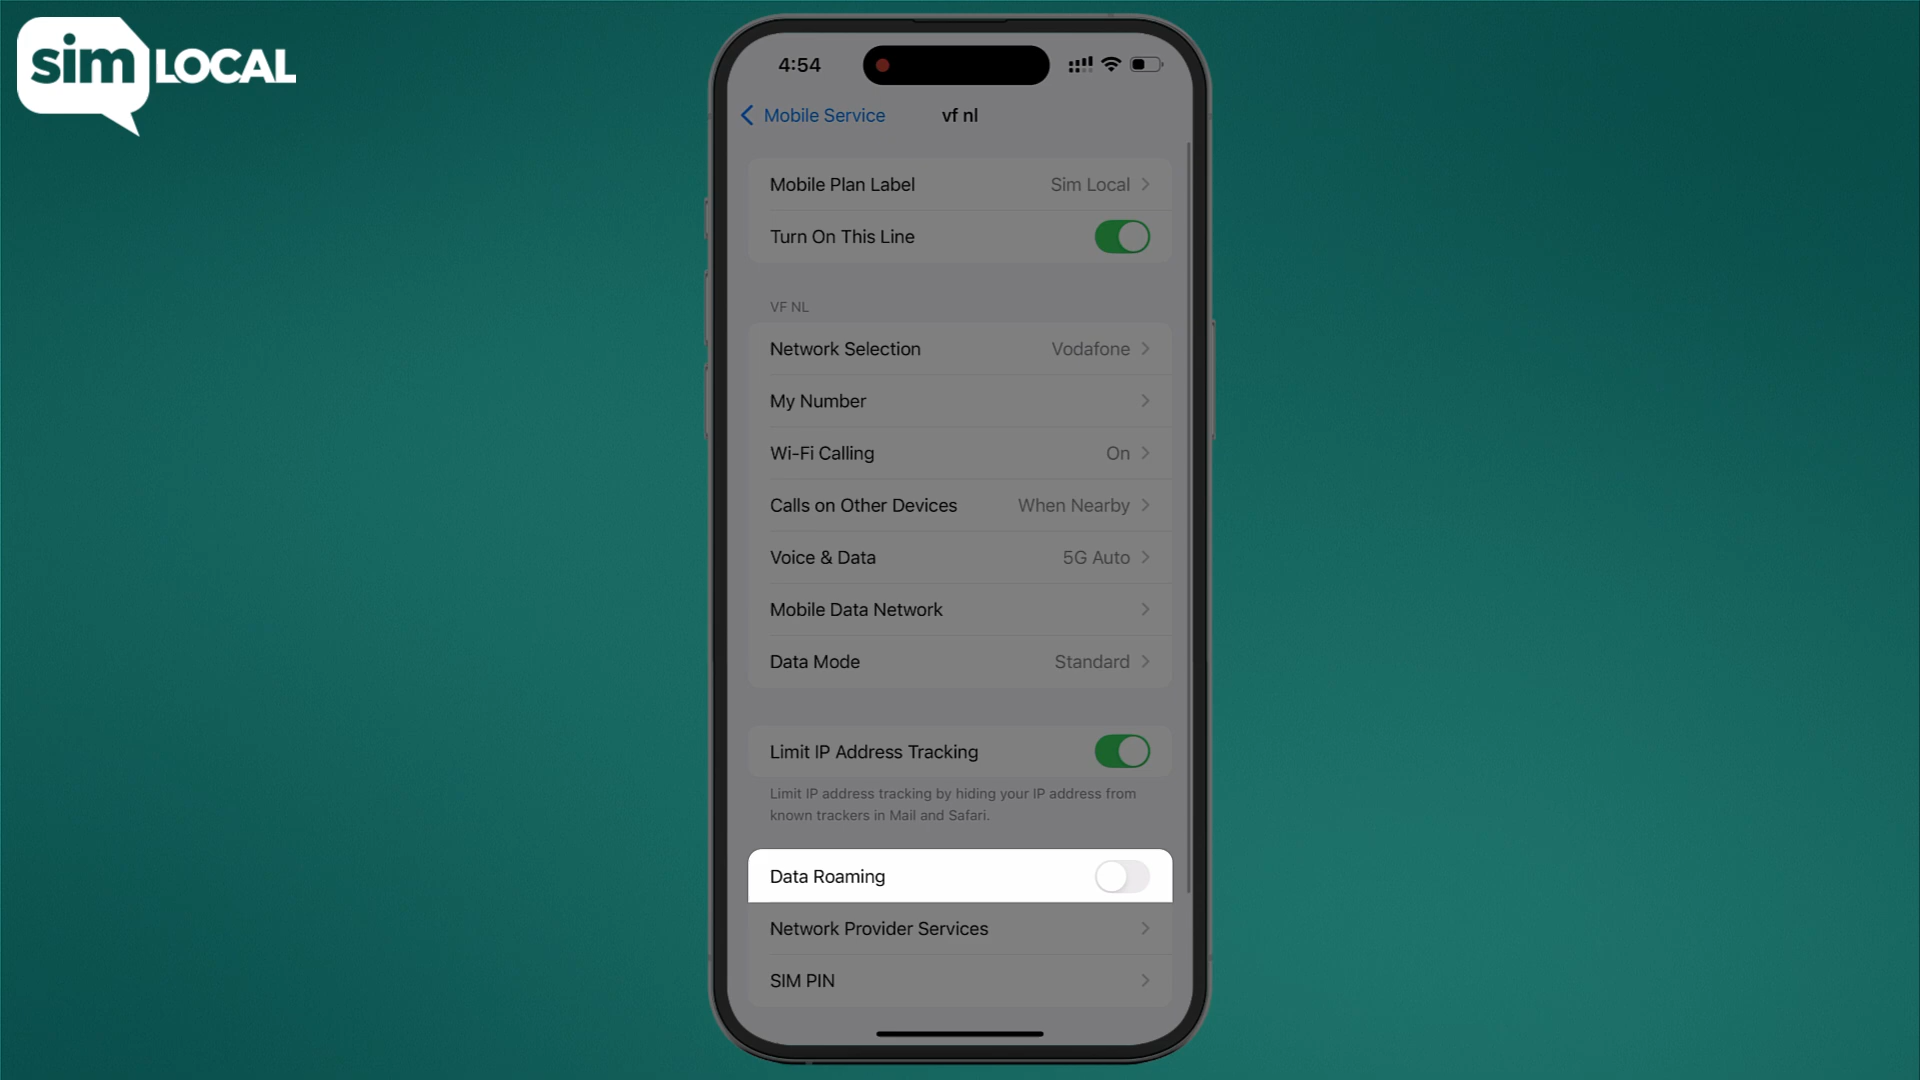 sim LOCAL
4:54
Mobile Service
vf nl
Mobile Plan Label Sim Local
Turn On This Line
VF NL
Network Selection Vodafone
My Number
Wi-Fi Calling On
Calls on Other Devices When Nearby
Voice & Data 5G Auto
Mobile Data Network
Data Mode Standard
Limit IP Address Tracking
Limit IP address tracking by hiding your IP address from
known trackers in Mail and Safari.
Data Roaming
Network Provider Services
SIM PIN